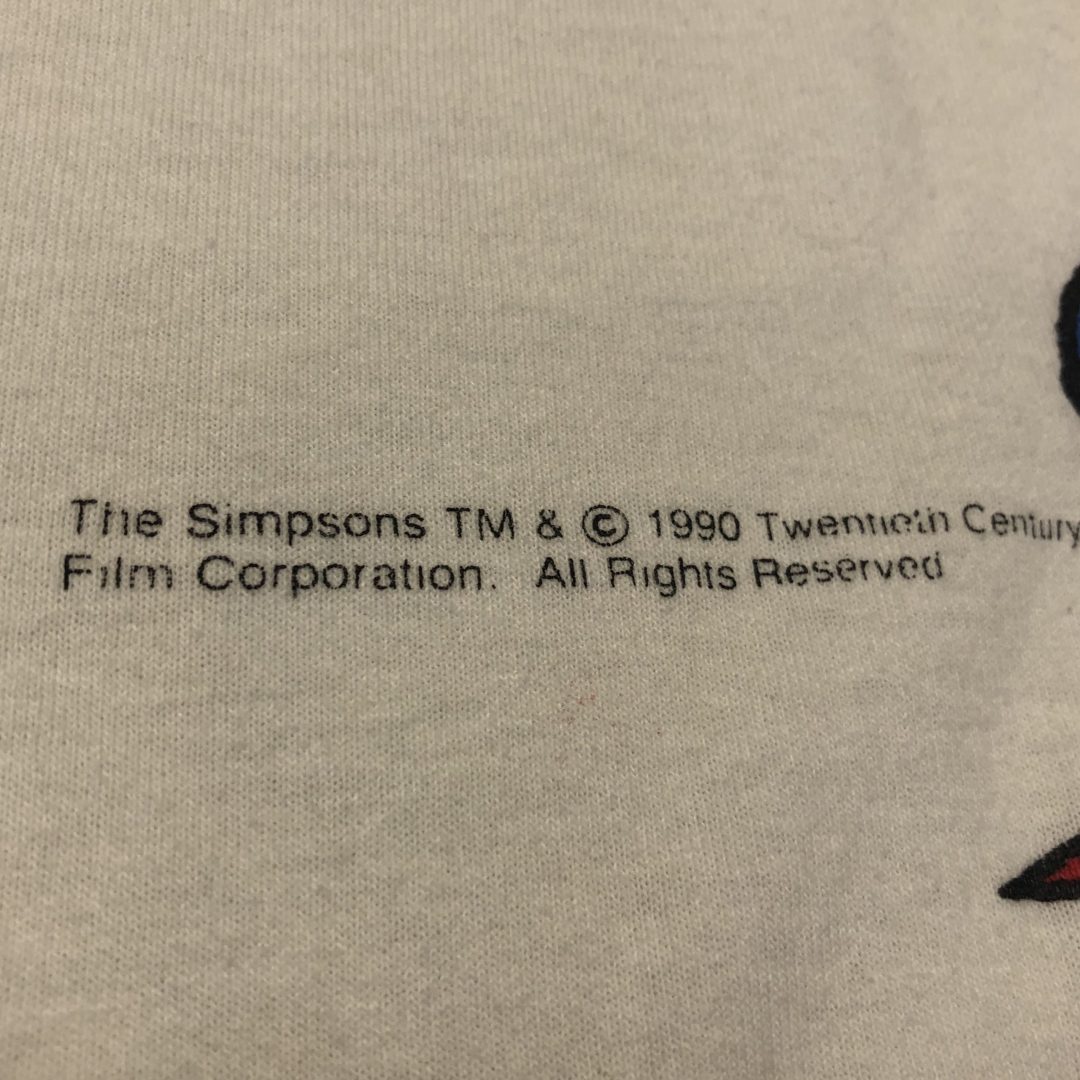 The Simpsons TM & © 1990 Twentieth Century
Film Corporation. All Rights Reserved